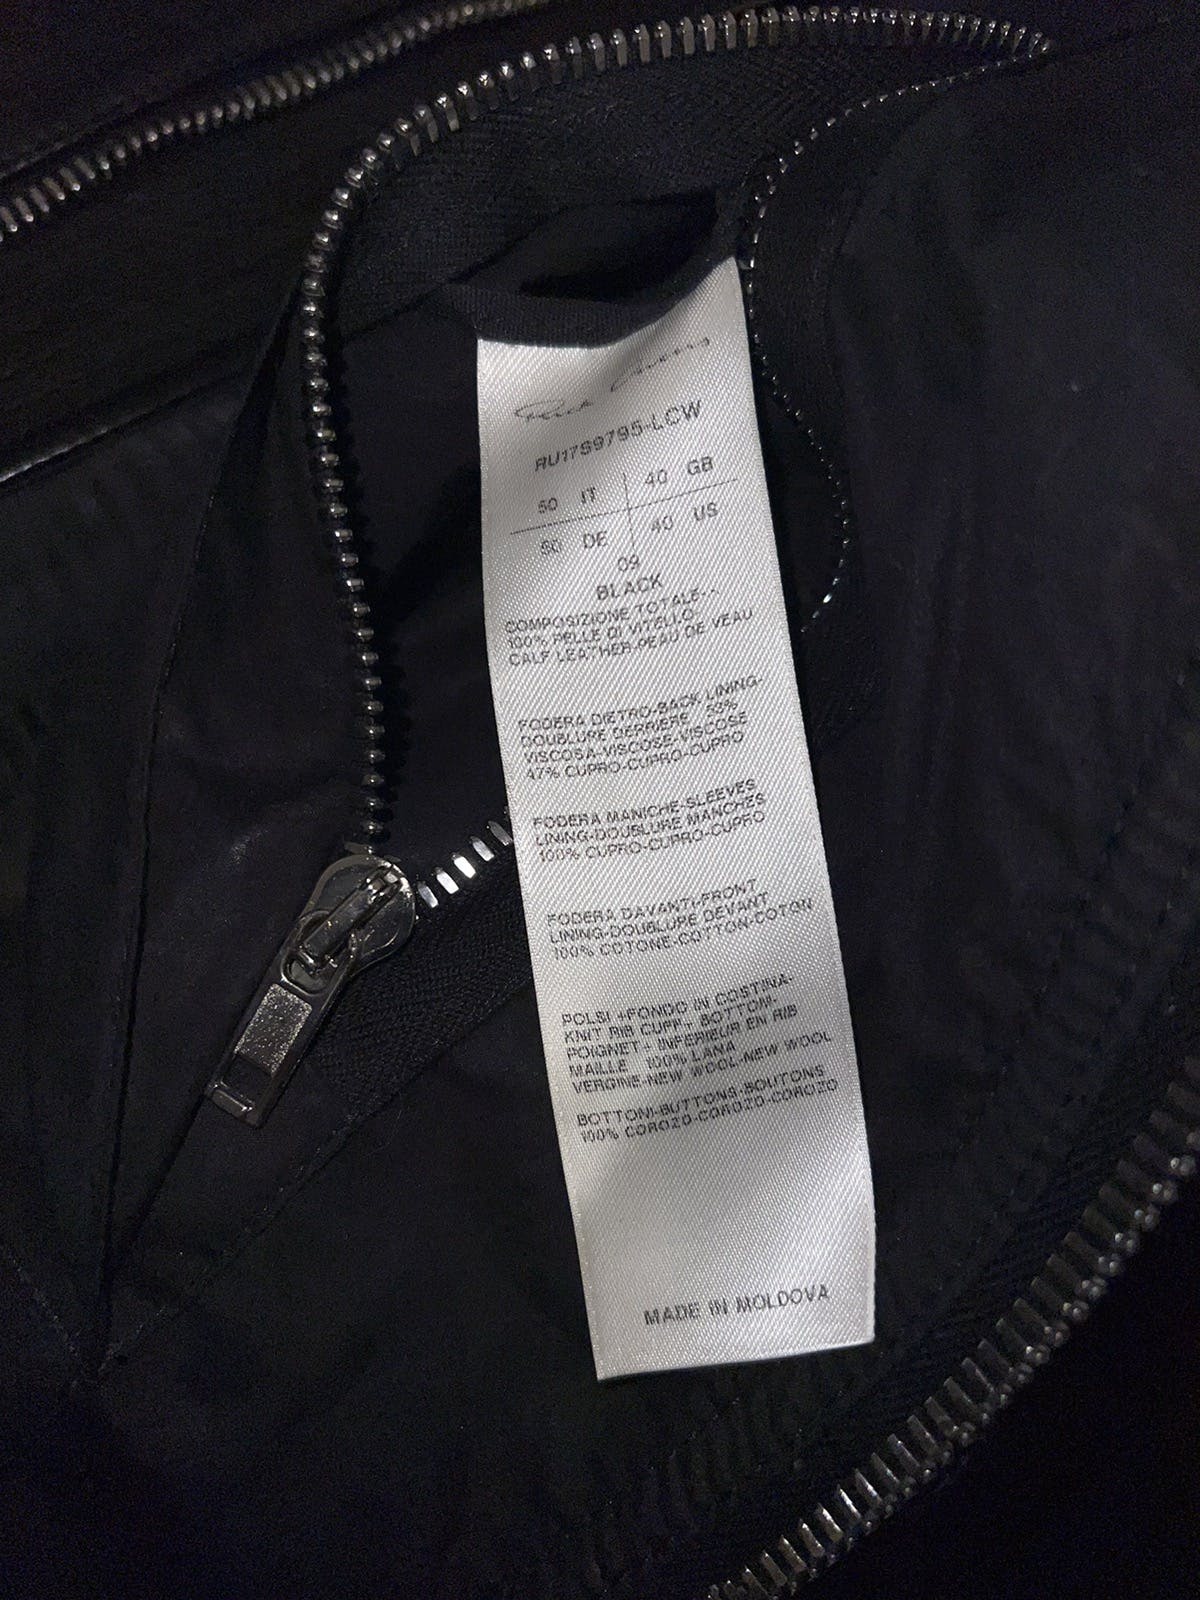 Rick Owens
RU17S9795-LCW
50 IT 40 GB
50 DE 40 US
09
BLACK
COMPOSIZIONE TOTALE-
100% PELLE DI VITELLO-
CALF LEATHER-PEAU DE VEAU
FODERA DIETRO-BACK LINING-
DOUBLURE DERRIERE 53%
VISCOSA-VISCOSE-VISCOSE
47% CUPRO-CUPRO-CUPRO
FODERA MANICHE-SLEEVES
LINING-DOUBLURE MANCHES
100% CUPRO-CUPRO-CUPRO
FODERA DAVANTI-FRONT
LINING-DOUBLURE DEVANT
100% COTONE-COTTON-COTON
POLSI +FONDO IN COSTINA-
KNIT RIB CUFF+ BOTTOM-
POIGNET+ INFERIEUR EN RIB
MAILLE 100% LANA
VERGINE-NEW WOOL-NEW WOOL
BOTTONI-BUTTONS-BOUTONS
100% COROZO-COROZO-COROZO
MADE IN MOLDOVA